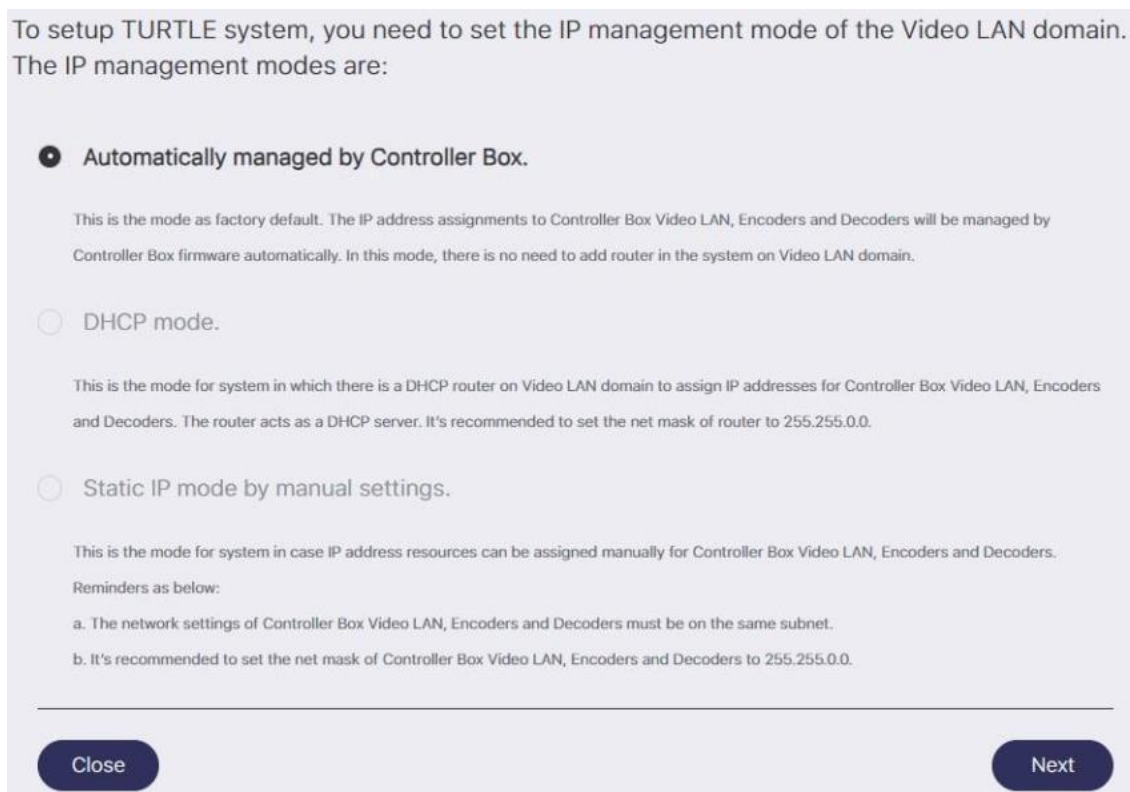 To setup TURTLE system, you need to set the IP management mode of the Video LAN domain.
The IP management modes are:
Automatically managed by Controller Box.
This is the mode as factory default. The IP address assignments to Controller Box Video LAN, Encoders and Decoders will be managed by
Controller Box firmware automatically. In this mode, there is no need to add router in the system on Video LAN domain.
DHCP mode.
This is the mode for system in which there is a DHCP router on Video LAN domain to assign IP addresses for Controller Box Video LAN, Encoders
and Decoders. The router acts as a DHCP server. It's recommended to set the net mask of router to 255.255.0.0.
Static IP mode by manual settings.
This is the mode for system in case IP address resources can be assigned manually for Controller Box Video LAN, Encoders and Decoders.
Reminders as below:
a. The network settings of Controller Box Video LAN, Encoders and Decoders must be on the same subnet.
b. It's recommended to set the net mask of Controller Box Video LAN, Encoders and Decoders to 255.255.0.0.
Close
Next